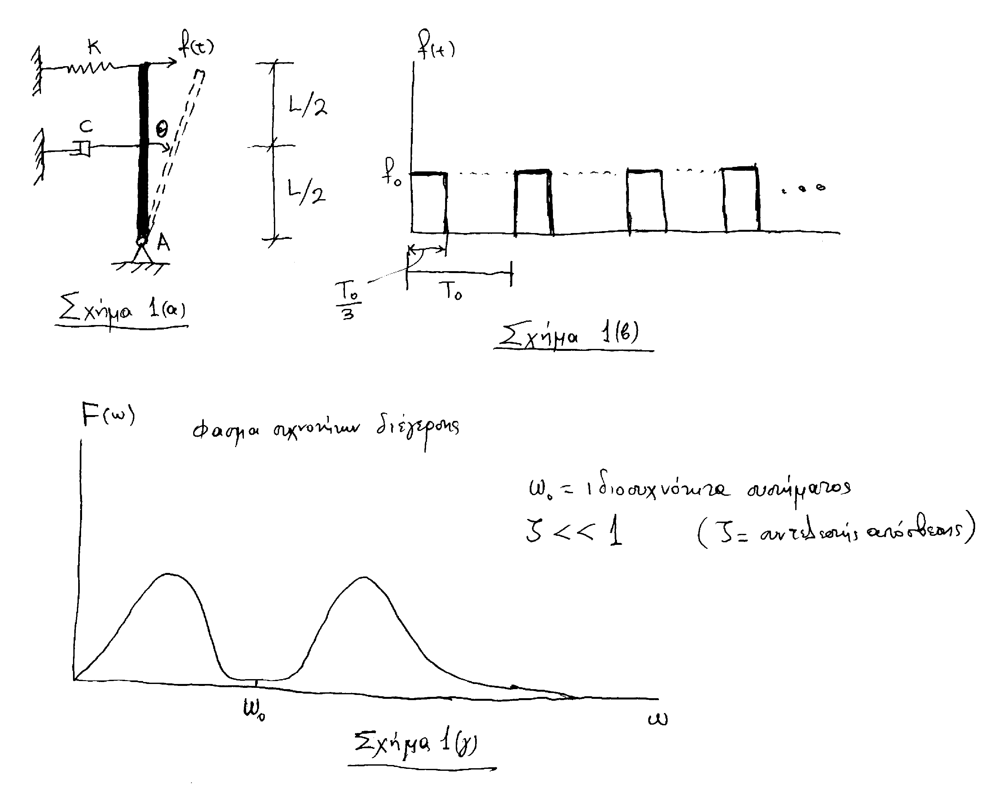 K
f(t)
C
θ
A
L/2
L/2
Σχήμα 1(α)
f(t)
f₀
T₀/3
T₀
Σχήμα 1(β)
F(ω)
Φασμα συχνοτήτων διέγερσης
ω₀ = ιδιοσυχνότητα συστήματος
ζ << 1 (ζ = συντελεστής απόσβεσης)
ω₀
ω
Σχήμα 1(γ)